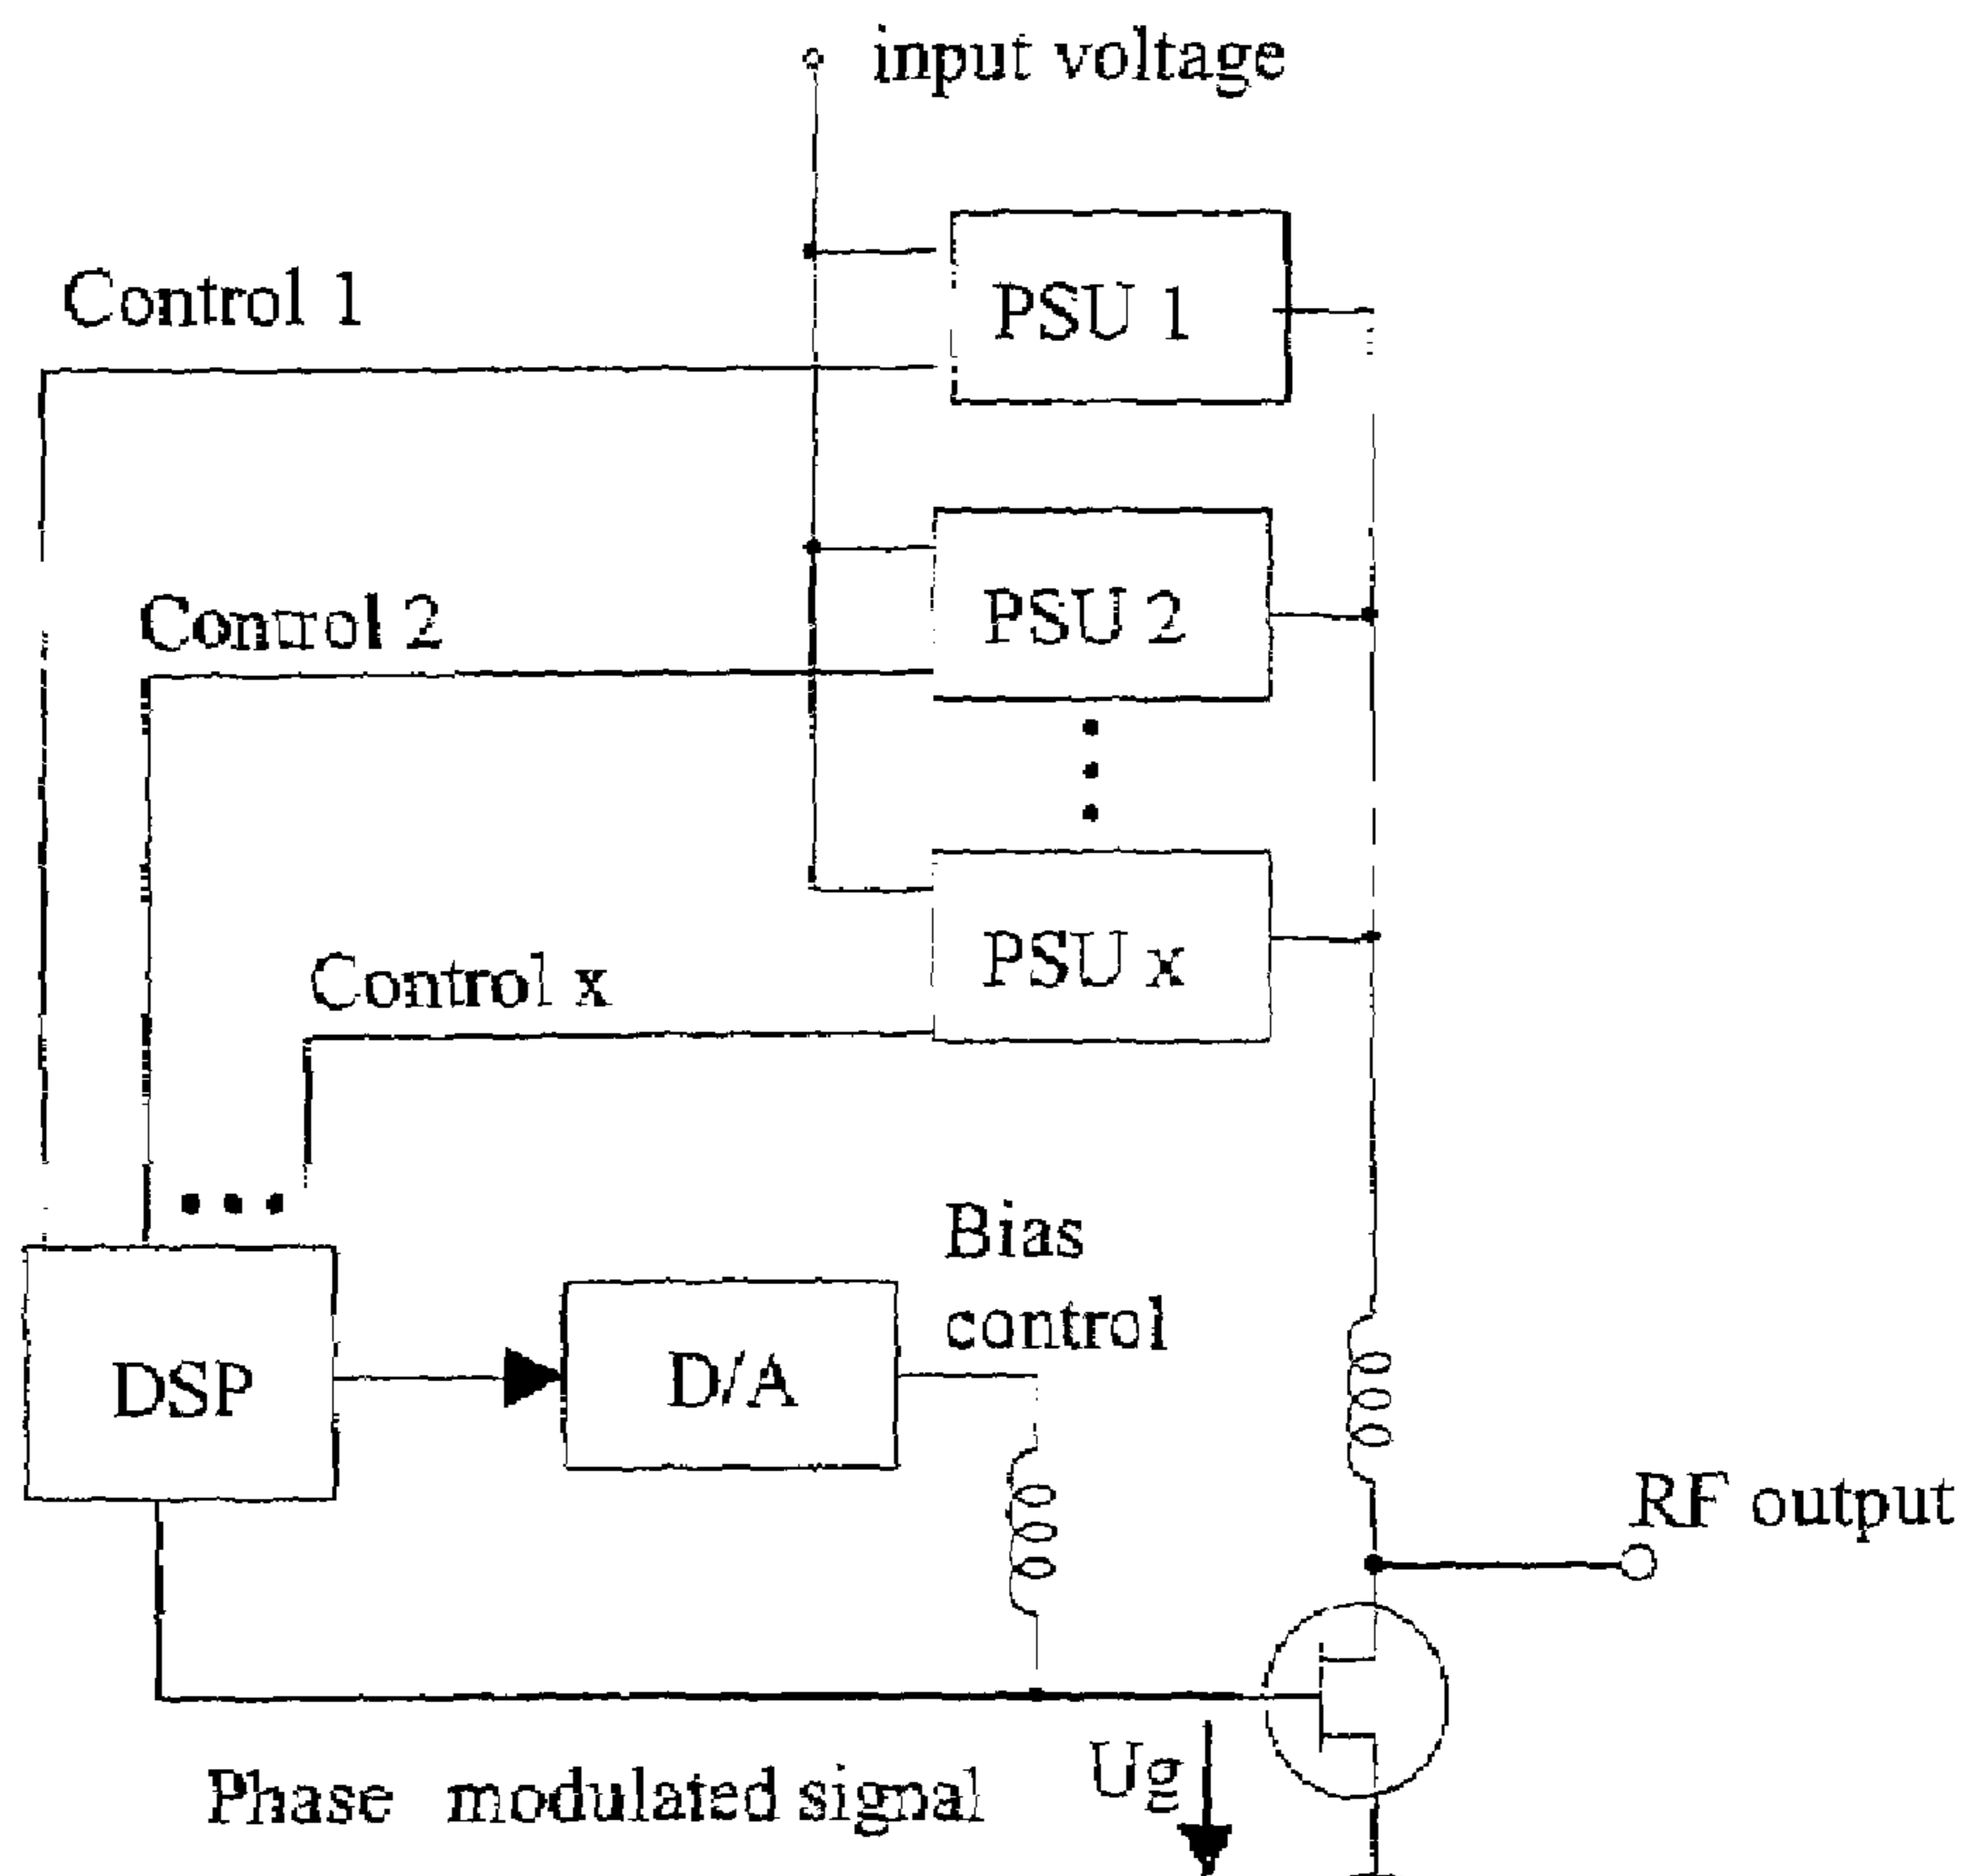 input voltage
Control 1
PSU 1
Control 2
PSU 2
Control x
PSU x
Bias
control
DSP
D/A
RF output
Ug
Phase modulated signal